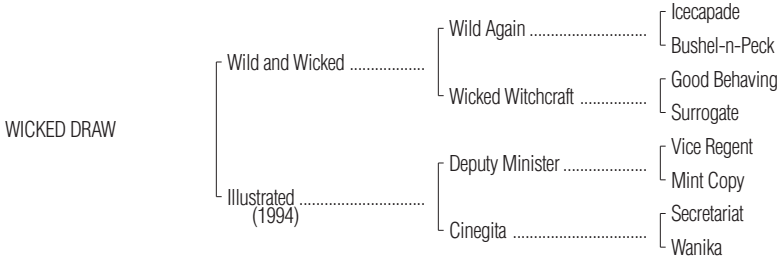 Icecapade
Wild Again ......................
Bushel-n-Peck
Wild and Wicked ..................
Good Behaving
Wicked Witchcraft ................
Surrogate
WICKED DRAW
Vice Regent
Deputy Minister ....................
Mint Copy
Illustrated ..............................
(1994)
Secretariat
Cinegita ................................
Wanika